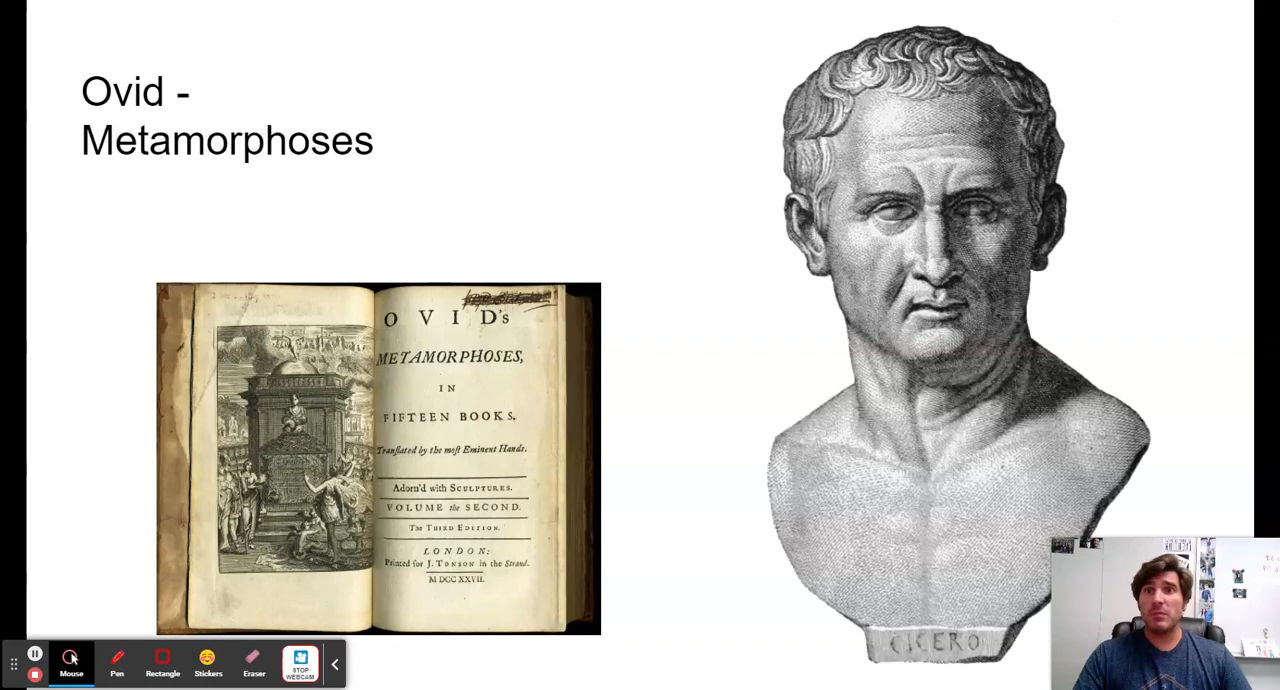 Ovid -
Metamorphoses
OVID's
METAMORPHOSES,
IN
FIFTEEN BOOKS.
Translated by the most Eminent Hands.
Adorn'd with SCULPTURES.
VOLUME the SECOND.
The THIRD EDITION.
LONDON:
Printed for J. TONSON in the Strand.
M DCC XXVII.
CICERO
Mouse
Pen
Rectangle
Stickers
Eraser
STOP
WEBCAM